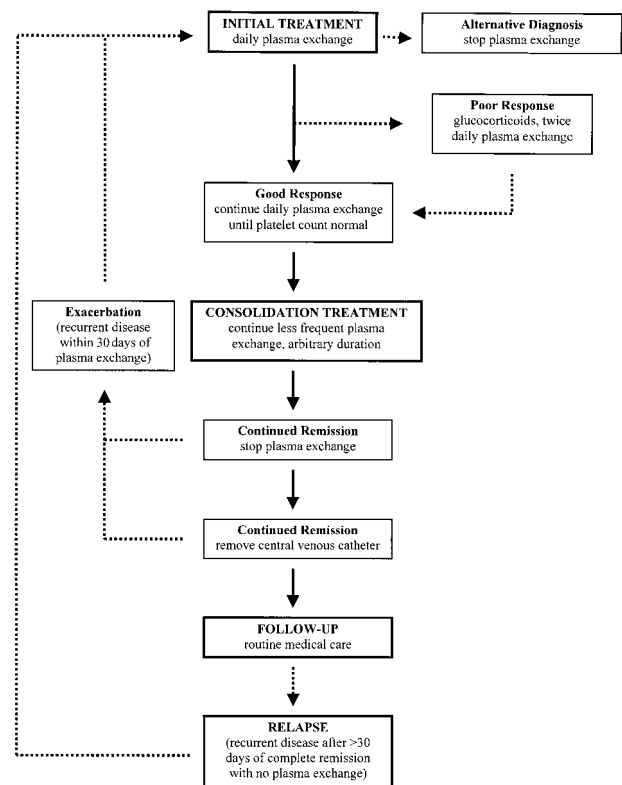 INITIAL TREATMENT
daily plasma exchange
Alternative Diagnosis
stop plasma exchange
Poor Response
glucocorticoids, twice
daily plasma exchange
Good Response
continue daily plasma exchange
until platelet count normal
Exacerbation
(recurrent disease
within 30 days of
plasma exchange)
CONSOLIDATION TREATMENT
continue less frequent plasma
exchange, arbitrary duration
Continued Remission
stop plasma exchange
Continued Remission
remove central venous catheter
FOLLOW-UP
routine medical care
RELAPSE
(recurrent disease after >30
days of complete remission
with no plasma exchange)